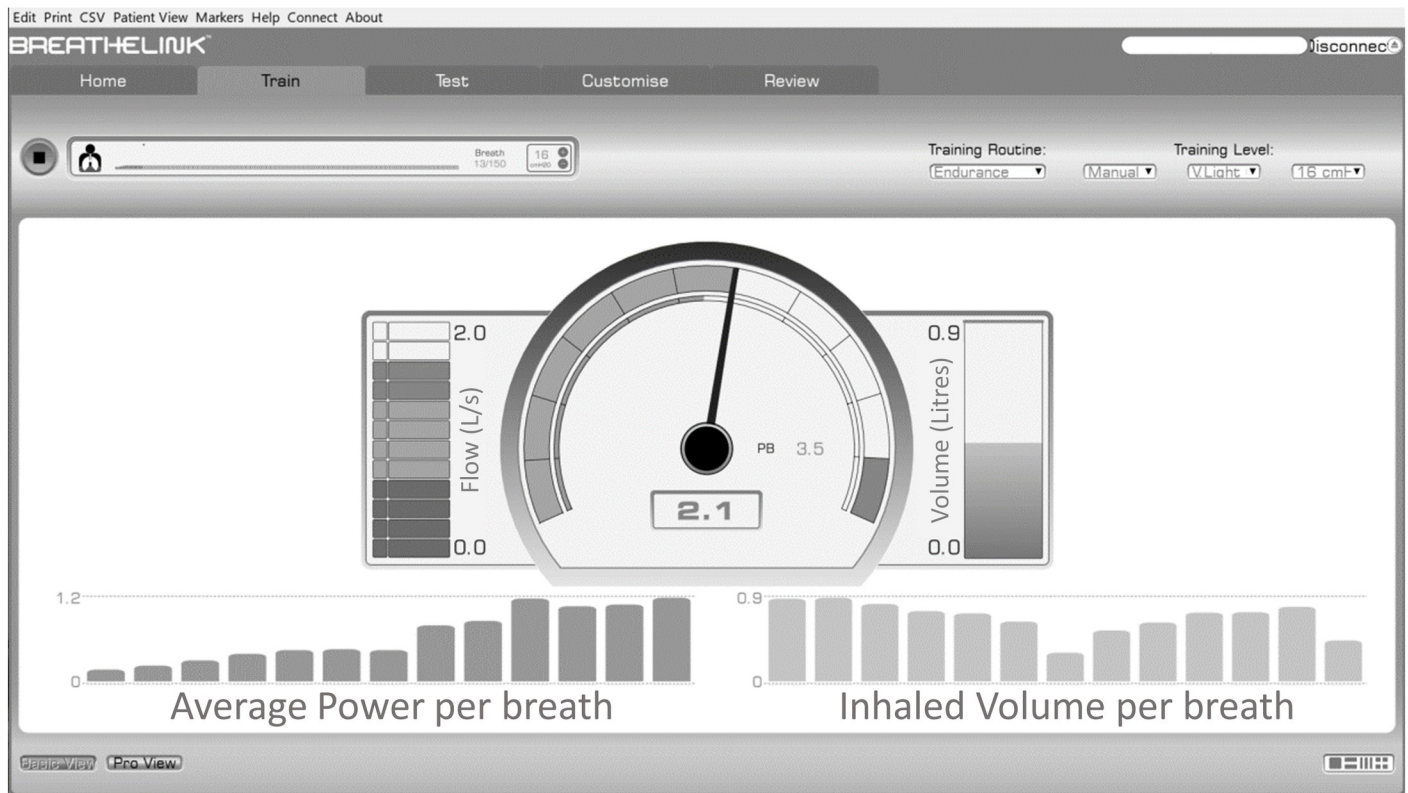 Edit Print CSV Patient View Markers Help Connect About
BREATHELINK™
Disconnec
Home Train Test Customise Review
Breath
13/150
16
cmH20
Training Routine: Training Level:
Endurance Manual V.Light 16 cmH
2.0 0.9
Flow (L/s) Volume (Litres)
PB 3.5
2.1
0.0 0.0
1.2 0.9
0 0
Average Power per breath Inhaled Volume per breath
Basic View Pro View